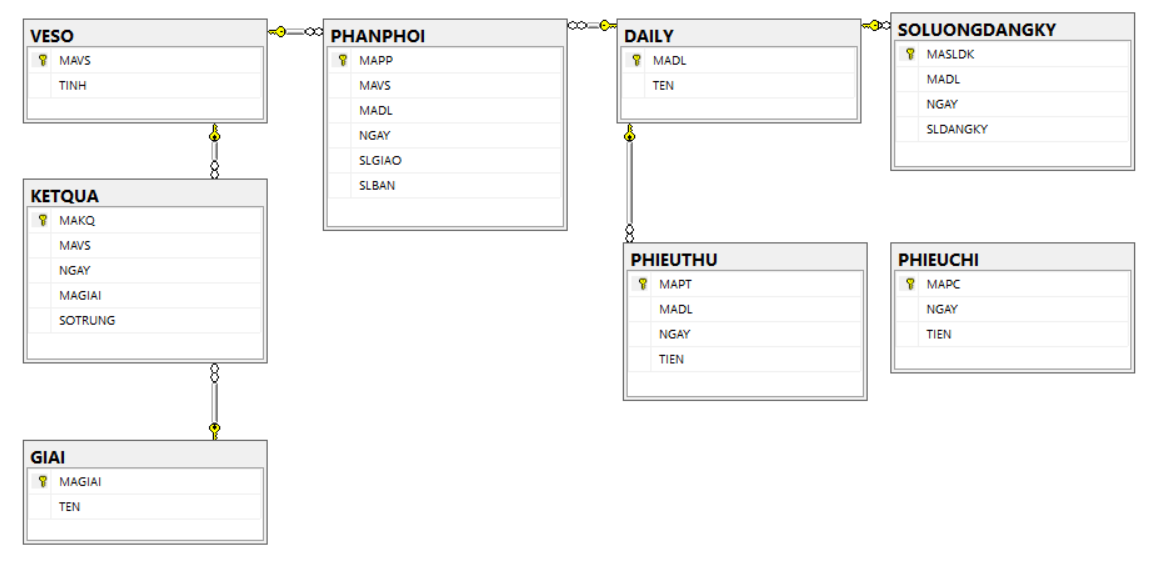 VESO
MAVS
TINH
PHANPHOI
MAPP
MAVS
MADL
NGAY
SLGIAO
SLBAN
DAILY
MADL
TEN
SOLUONGDANGKY
MASLDK
MADL
NGAY
SLDANGKY
KETQUA
MAKQ
MAVS
NGAY
MAGIAI
SOTRUNG
PHIEUTHU
MAPT
MADL
NGAY
TIEN
PHIEUCHI
MAPC
NGAY
TIEN
GIAI
MAGIAI
TEN